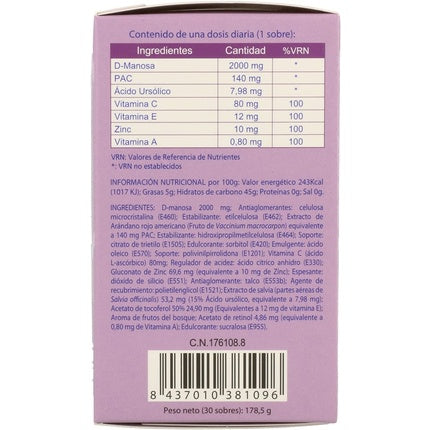 Contenido de una dosis diaria (1 sobre):
Ingredientes Cantidad %VRN
D-Manosa 2000 mg *
PAC 140 mg *
Ácido Ursólico 7,98 mg *
Vitamina C 80 mg 100
Vitamina E 12 mg 100
Zinc 10 mg 100
Vitamina A 0,80 mg 100
VRN: Valores de Referencia de Nutrientes
*: VRN no establecidos
INFORMACIÓN NUTRICIONAL por 100g: Valor energético 243Kcal
(1017 KJ); Grasas 5g; Hidratos de carbono 45g; Proteínas 0g; Sal 0g.
INGREDIENTES: D-manosa 2000 mg; Antiaglomerantes: celulosa
microcristalina (E460); Estabilizante: etilcelulosa (E462); Extracto de
Arándano rojo americano (Fruto de Vaccinium macrocarpon) equivalente
a 140 mg PAC; Estabilizante: hidroxipropilmetilcelulosa (E464); Soporte:
citrato de trietilo (E1505); Edulcorante: sorbitol (E420); Emulgente: ácido
oleico (E570); Soporte: polivinilpirrolidona (E1201); Vitamina C (ácido
L-ascórbico) 80mg; Regulador de acidez: ácido cítrico anhidro (E330);
Gluconato de Zinc 69,6 mg (equivalente a 10 mg de Zinc); Espesante:
dióxido de silicio (E551); Antiaglomerante: talco (E553b); Agente de
recubrimiento: polietilenglicol (E1521); Extracto de salvia (partes aéreas de
Salvia officinalis) 53,2 mg (15% Ácido ursólico, equivalente a 7,98 mg);
Acetato de tocoferol 50% 24,90 mg (Equivalentes a 12 mg de vitamina E);
Aroma de frutos del bosque; Acetato de retinol 4,86 mg (equivalente a
0,80 mg de Vitamina A); Edulcorante: sucralosa (E955).
C.N.176108.8
8 437010 381096
Peso neto (30 sobres): 178,5 g